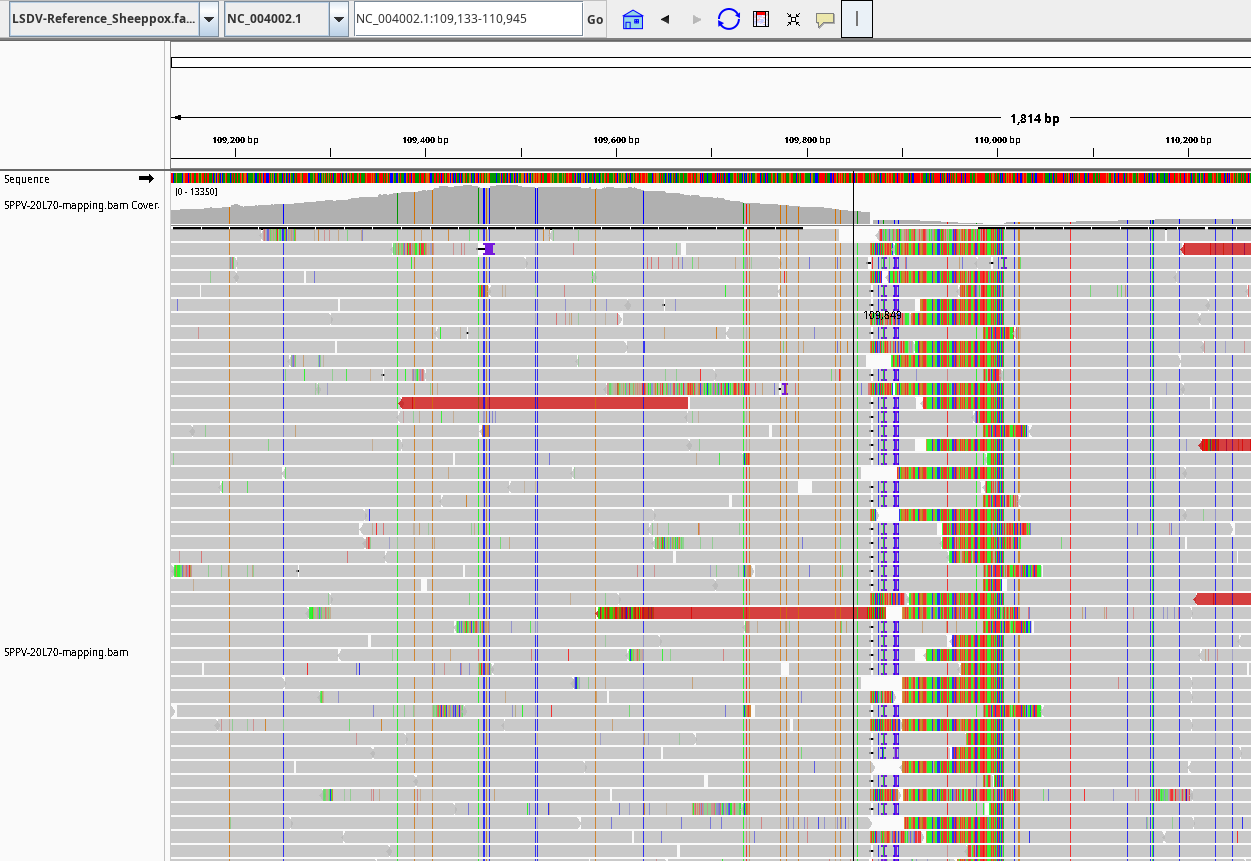 LSDV-Reference_Sheeppox.fa... NC_004002.1 NC_004002.1:109,133-110,945 Go
1,814 bp
109,200 bp 109,400 bp 109,600 bp 109,800 bp 110,000 bp 110,200 bp
Sequence
[0 - 13350]
SPPV-20L70-mapping.bam Cover
109,849
SPPV-20L70-mapping.bam